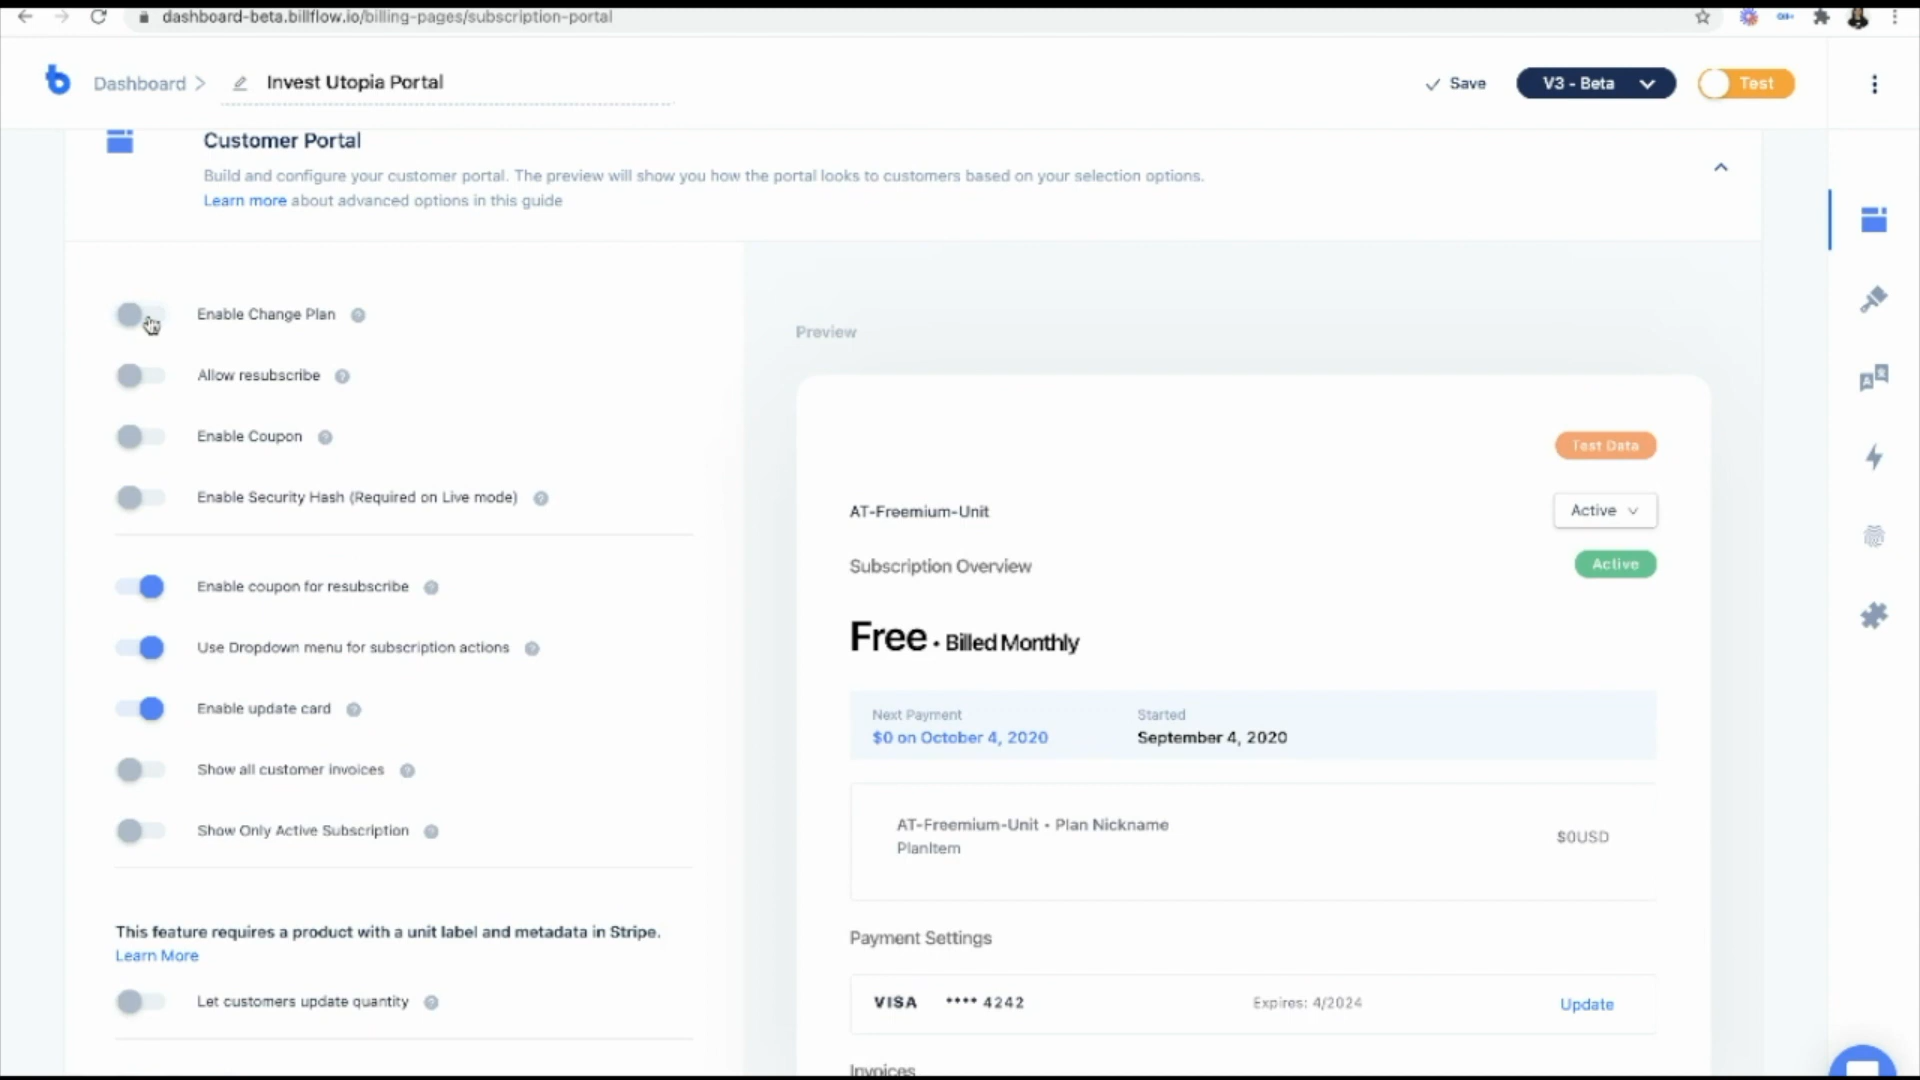 dashboard-beta.billflow.io/billing-pages/subscription-portal
Dashboard > Invest Utopia Portal
Save
V3 - Beta
Test
Customer Portal
Build and configure your customer portal. The preview will show you how the portal looks to customers based on your selection options.
Learn more about advanced options in this guide
Enable Change Plan
Allow resubscribe
Enable Coupon
Enable Security Hash (Required on Live mode)
Enable coupon for resubscribe
Use Dropdown menu for subscription actions
Enable update card
Show all customer invoices
Show Only Active Subscription
This feature requires a product with a unit label and metadata in Stripe.
Learn More
Let customers update quantity
Preview
Test Data
AT-Freemium-Unit
Active
Subscription Overview
Active
Free • Billed Monthly
Next Payment
Started
$0 on October 4, 2020
September 4, 2020
AT-Freemium-Unit • Plan Nickname
PlanItem
$0USD
Payment Settings
VISA •••• 4242
Expires: 4/2024
Update
Invoices